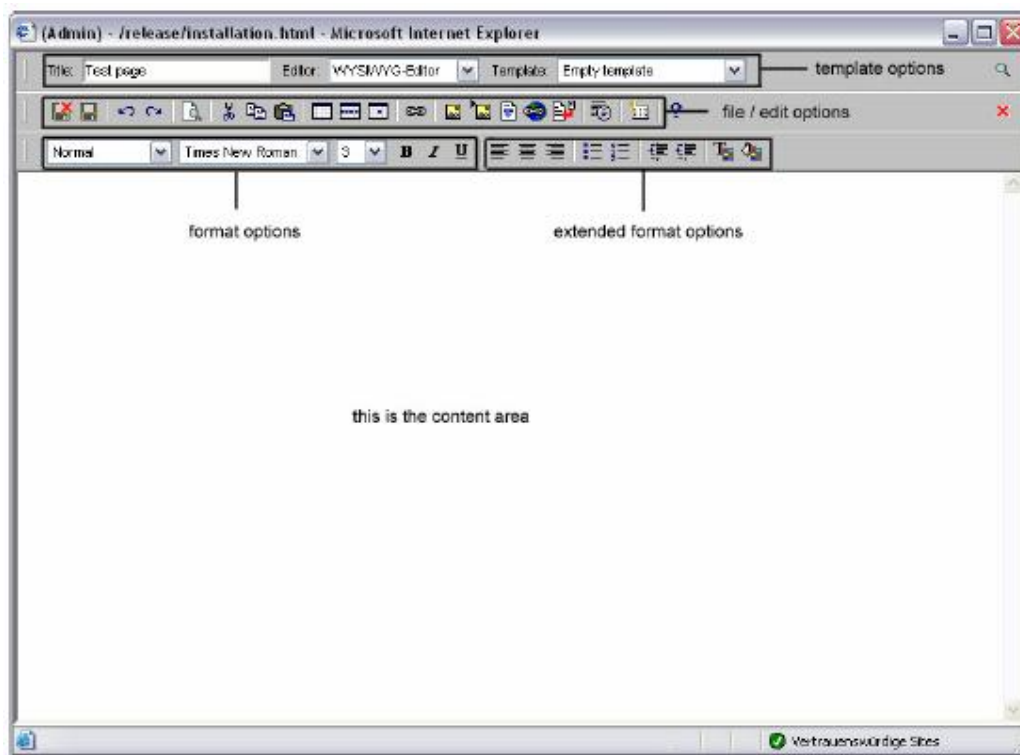 (Admin) - /release/installation.html - Microsoft Internet Explorer
Title: Test page Editor: WYSIWYG-Editor Template: Empty template template options
file / edit options
Normal Times New Roman 3 B I U
format options extended format options
this is the content area
Vertrauenswürdige Sites